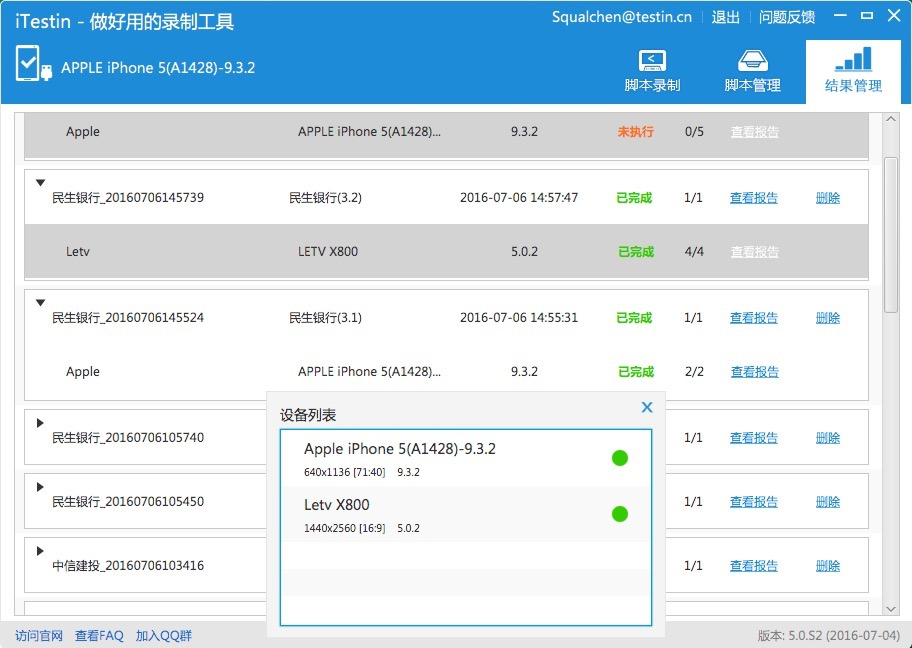 iTestin - 做好用的录制工具
Squalchen@testin.cn 退出 问题反馈
APPLE iPhone 5(A1428)-9.3.2
脚本录制 脚本管理 结果管理
Apple APPLE iPhone 5(A1428)... 9.3.2 未执行 0/5 查看报告
民生银行_20160706145739 民生银行(3.2) 2016-07-06 14:57:47 已完成 1/1 查看报告 删除
Letv LETV X800 5.0.2 已完成 4/4 查看报告
民生银行_20160706145524 民生银行(3.1) 2016-07-06 14:55:31 已完成 1/1 查看报告 删除
Apple APPLE iPhone 5(A1428)... 9.3.2 已完成 2/2 查看报告
民生银行_20160706105740 1/1 查看报告 删除
民生银行_20160706105450 1/1 查看报告 删除
中信建投_20160706103416 1/1 查看报告 删除
设备列表
Apple iPhone 5(A1428)-9.3.2
640x1136 [71:40] 9.3.2
Letv X800
1440x2560 [16:9] 5.0.2
访问官网 查看FAQ 加入QQ群
版本: 5.0.S2 (2016-07-04)